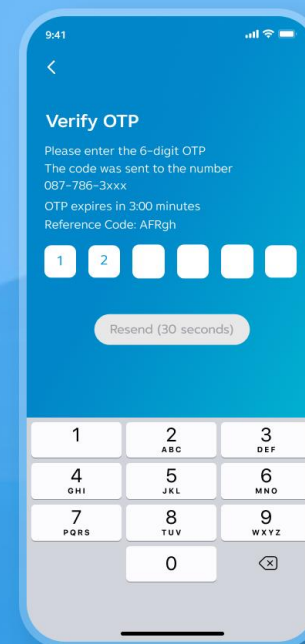 9:41
Verify OTP
Please enter the 6-digit OTP
The code was sent to the number
087-786-3xxx
OTP expires in 3:00 minutes
Reference Code: AFRgh
1 2
Resend (30 seconds)
1 2 3
ABC DEF
4 5 6
GHI JKL MNO
7 8 9
PQRS TUV WXYZ
0